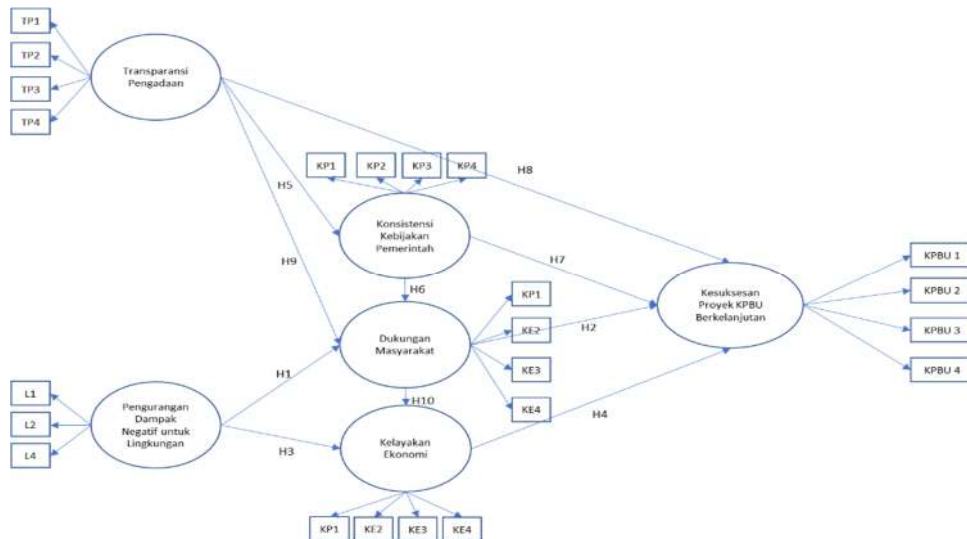 TP1
TP2
TP3
TP4
Transparansi
Pengadaan
KP1
KP2
KP3
KP4
H8
H5
Konsistensi
Kebijakan
Pemerintah
H7
H9
H6
KP1
KE2
KE3
KE4
H2
Dukungan
Masyarakat
Kesuksesan
Proyek KPBU
Berkelanjutan
KPBU 1
KPBU 2
KPBU 3
KPBU 4
H1
H10
H4
L1
L2
L4
Pengurangan
Dampak
Negatif untuk
Lingkungan
H3
Kelayakan
Ekonomi
KP1
KE2
KE3
KE4